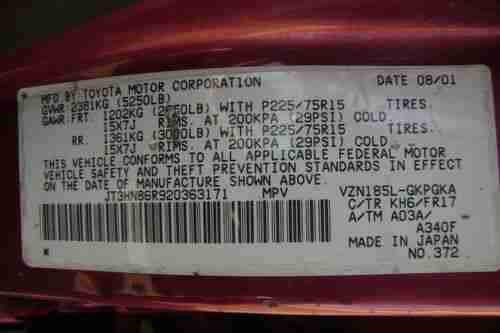 MFD BY:TOYOTA MOTOR CORPORATION DATE 08/01
GVWR 2381KG (5250LB)
GAWR FRT. 1202KG (2650LB) WITH P225/75R15 TIRES.
15X7J RIMS. AT 200KPA (29PSI) COLD.
RR. 1361KG (3000LB) WITH P225/75R15 TIRES.
15X7J RIMS. AT 200KPA (29PSI) COLD.
THIS VEHICLE CONFORMS TO ALL APPLICABLE FEDERAL MOTOR
VEHICLE SAFETY AND THEFT PREVENTION STANDARDS IN EFFECT
ON THE DATE OF MANUFACTURE SHOWN ABOVE.
JT3HN86R920363171 MPV VZN185L-GKPGKA
C/TR KH6/FR17
A/TM A03A/
A340F
MADE IN JAPAN
NO.372